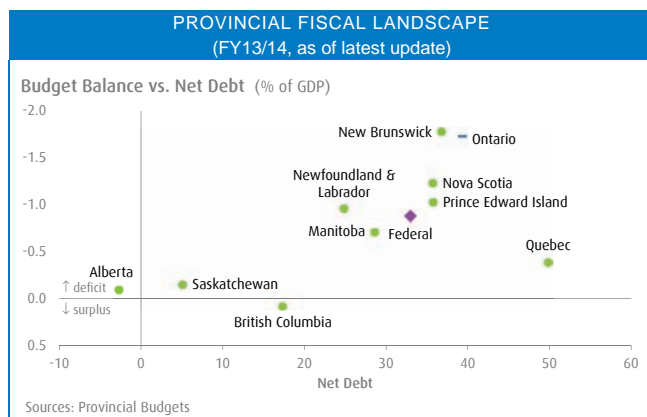 PROVINCIAL FISCAL LANDSCAPE
(FY13/14, as of latest update)
Budget Balance vs. Net Debt (% of GDP)
-2.0
New Brunswick
Ontario
-1.5
Newfoundland &
Labrador
Nova Scotia
-1.0
Prince Edward Island
Manitoba
Federal
-0.5
Quebec
Alberta
↑ deficit
Saskatchewan
0.0
↓ surplus
British Columbia
0.5
-10 0 10 20 30 40 50 60
Net Debt
Sources: Provincial Budgets